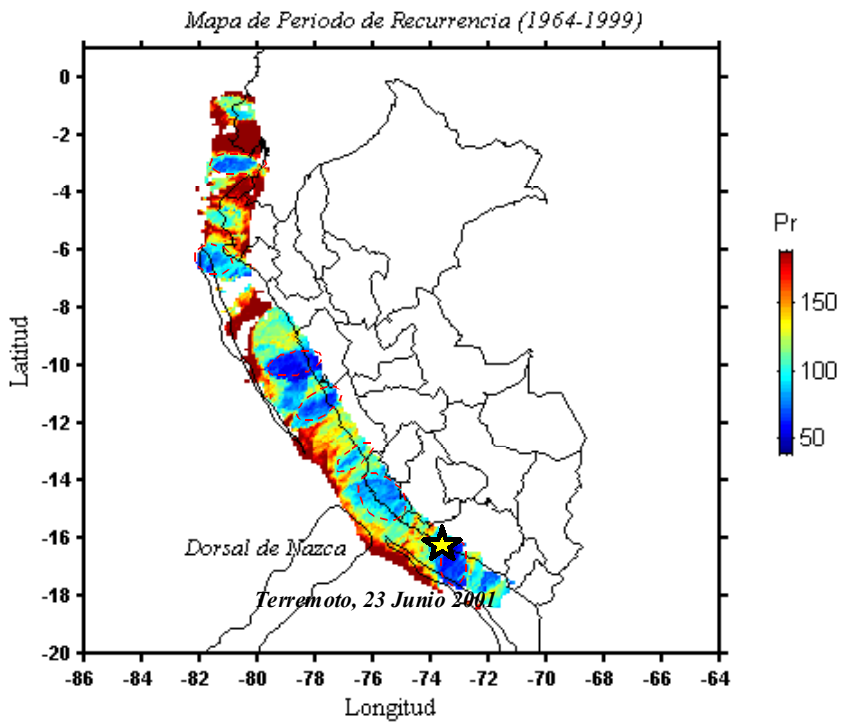 Mapa de Periodo de Recurrencia (1964-1999)
0
-2
-4
-6
-8
-10
-12
-14
-16
-18
-20
Latitud
Dorsal de Nazca
Terremoto, 23 Junio 2001
-86 -84 -82 -80 -78 -76 -74 -72 -70 -68 -66 -64
Longitud
Pr
150
100
50